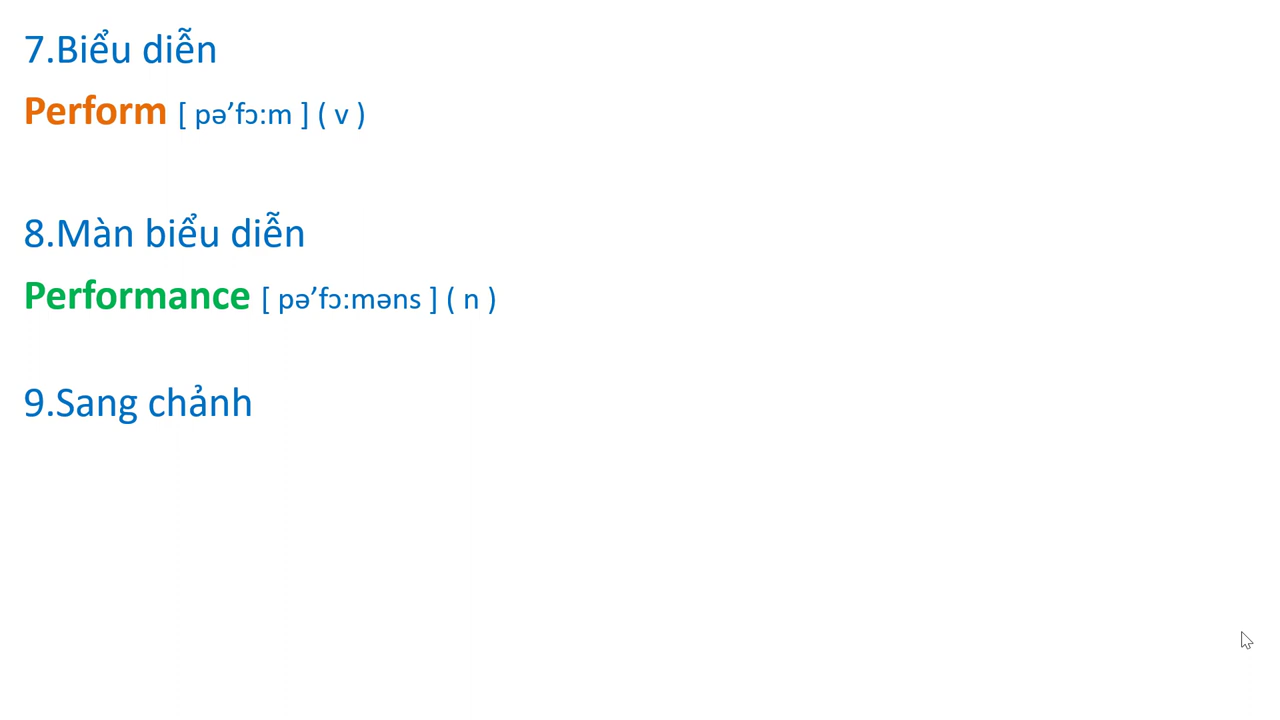 7.Biểu diễn
Perform [ pə’fɔ:m ] ( v )
8.Màn biểu diễn
Performance [ pə’fɔ:məns ] ( n )
9.Sang chảnh